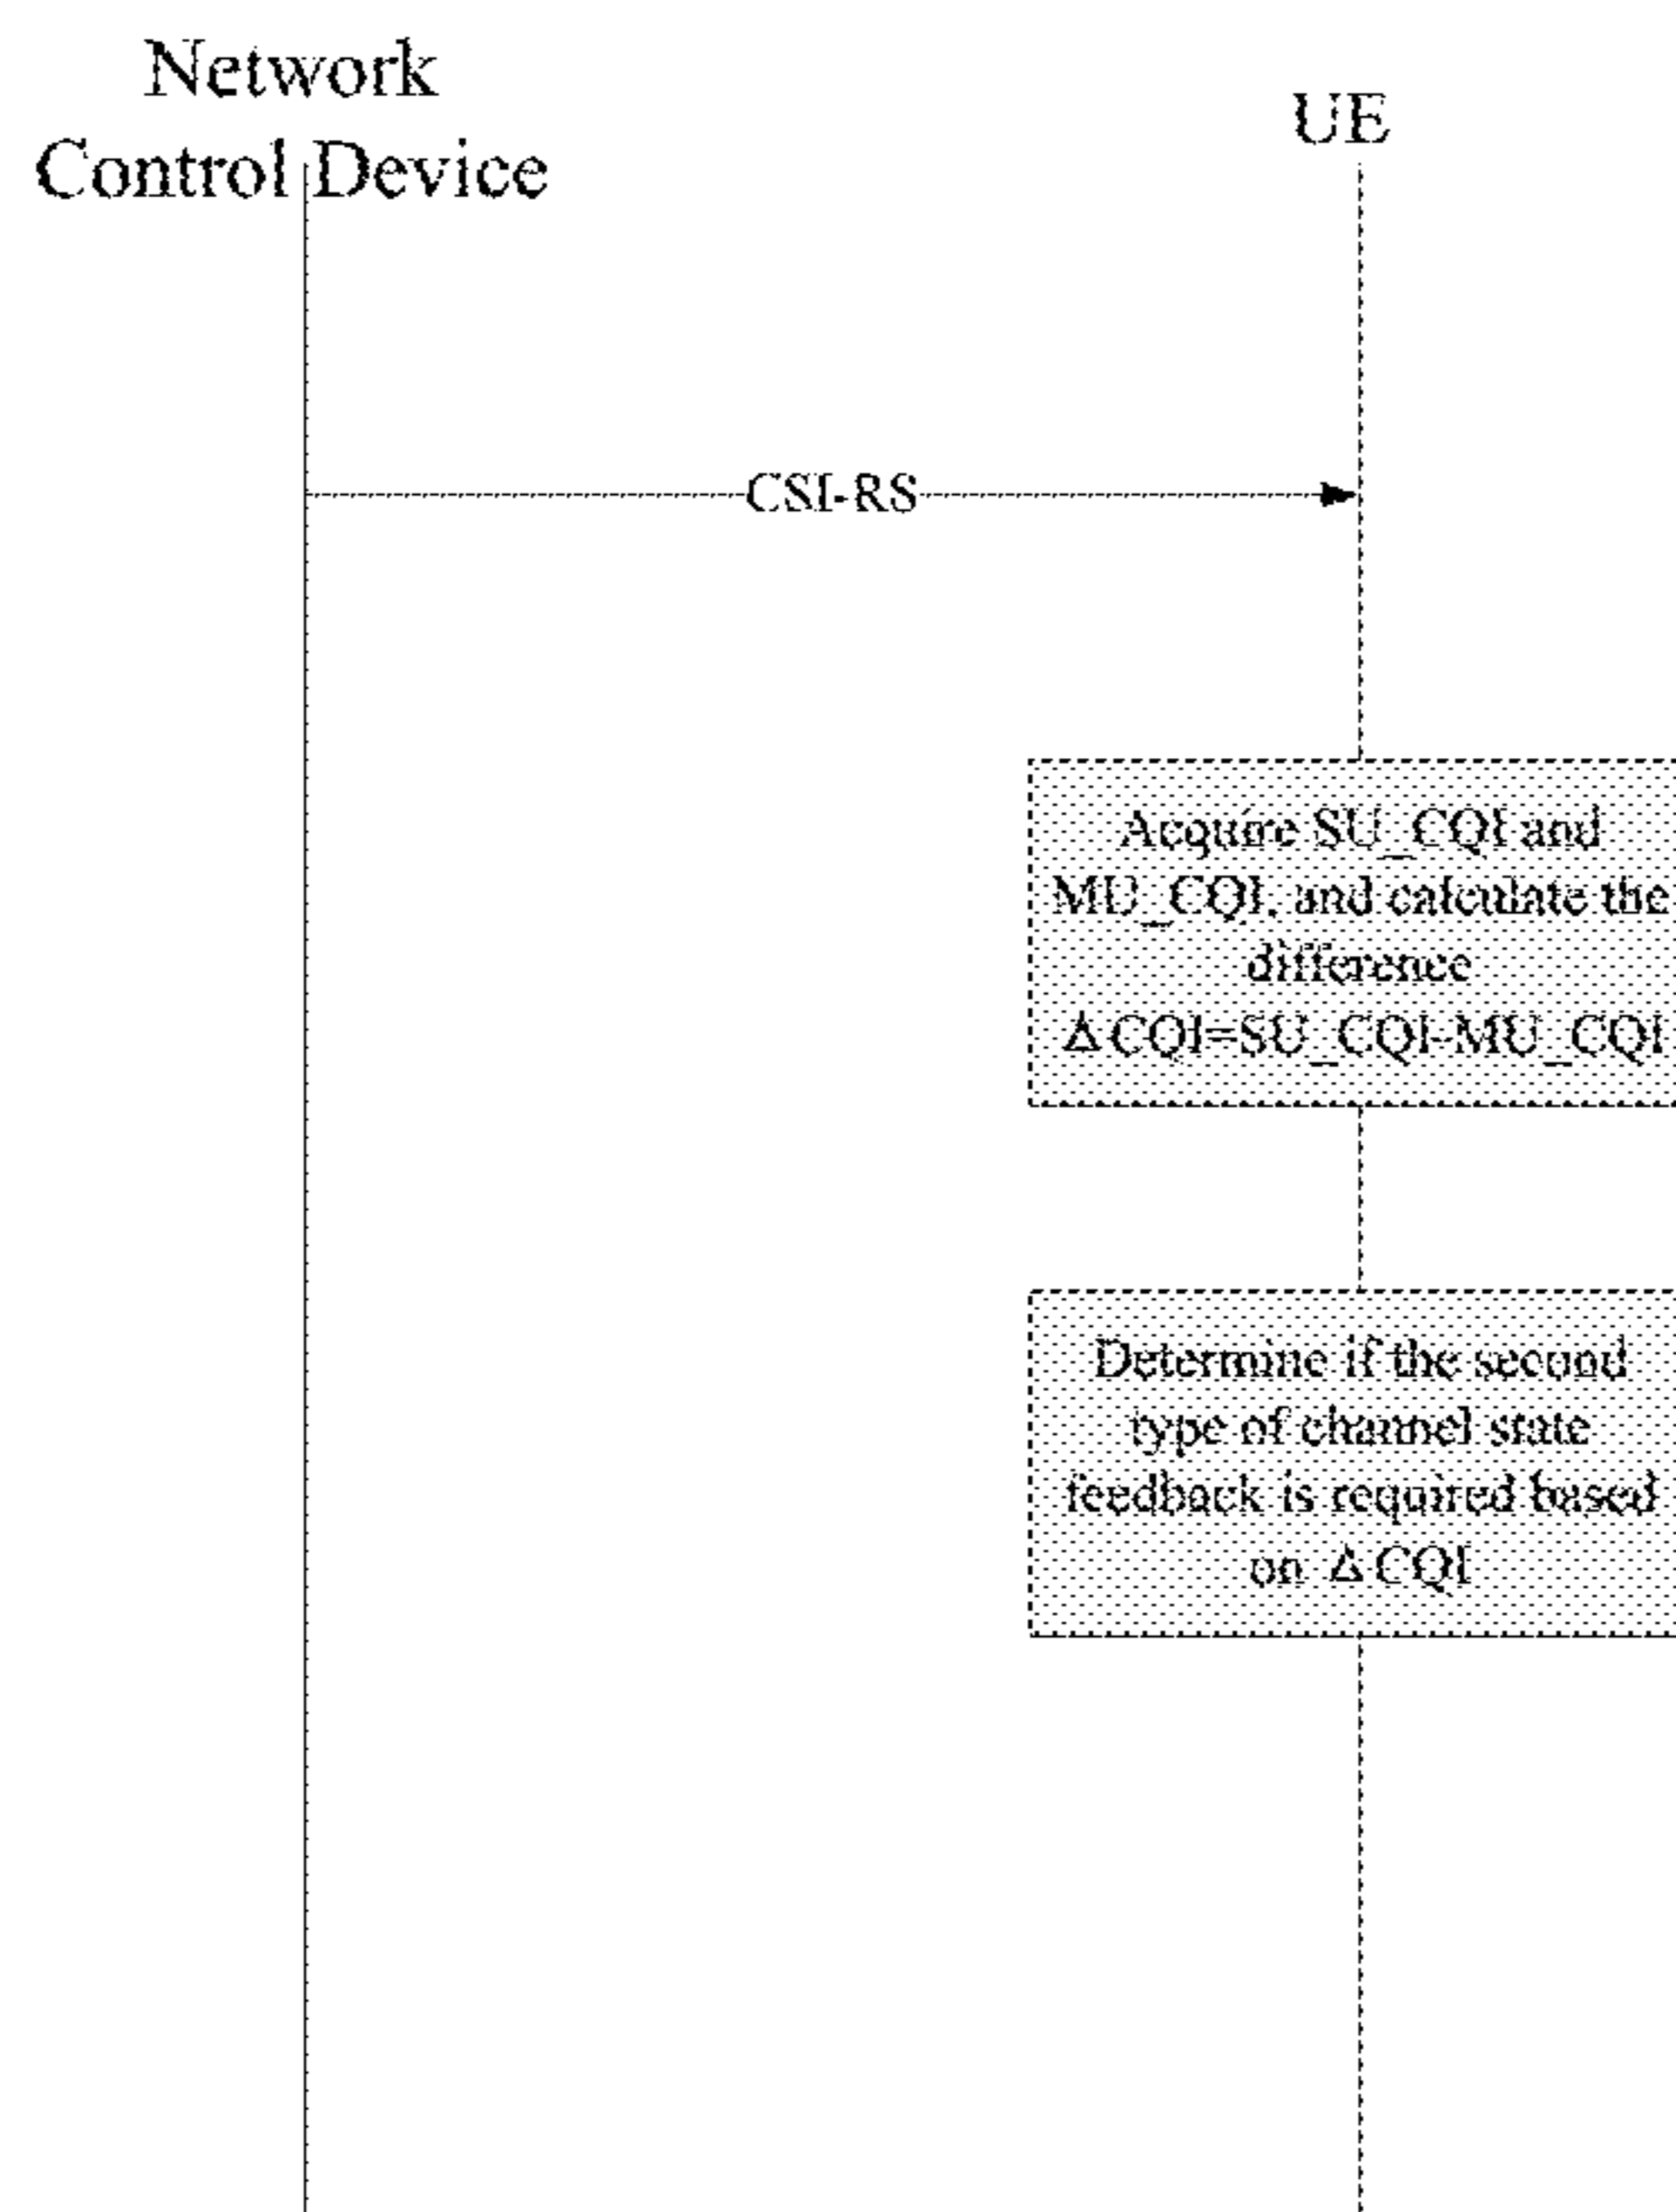 Network
Control Device
UE
CSI-RS
Acquire SU_CQI and
MU_CQI, and calculate the
difference
ΔCQI=SU_CQI-MU_CQI
Determine if the second
type of channel state
feedback is required based
on ΔCQI